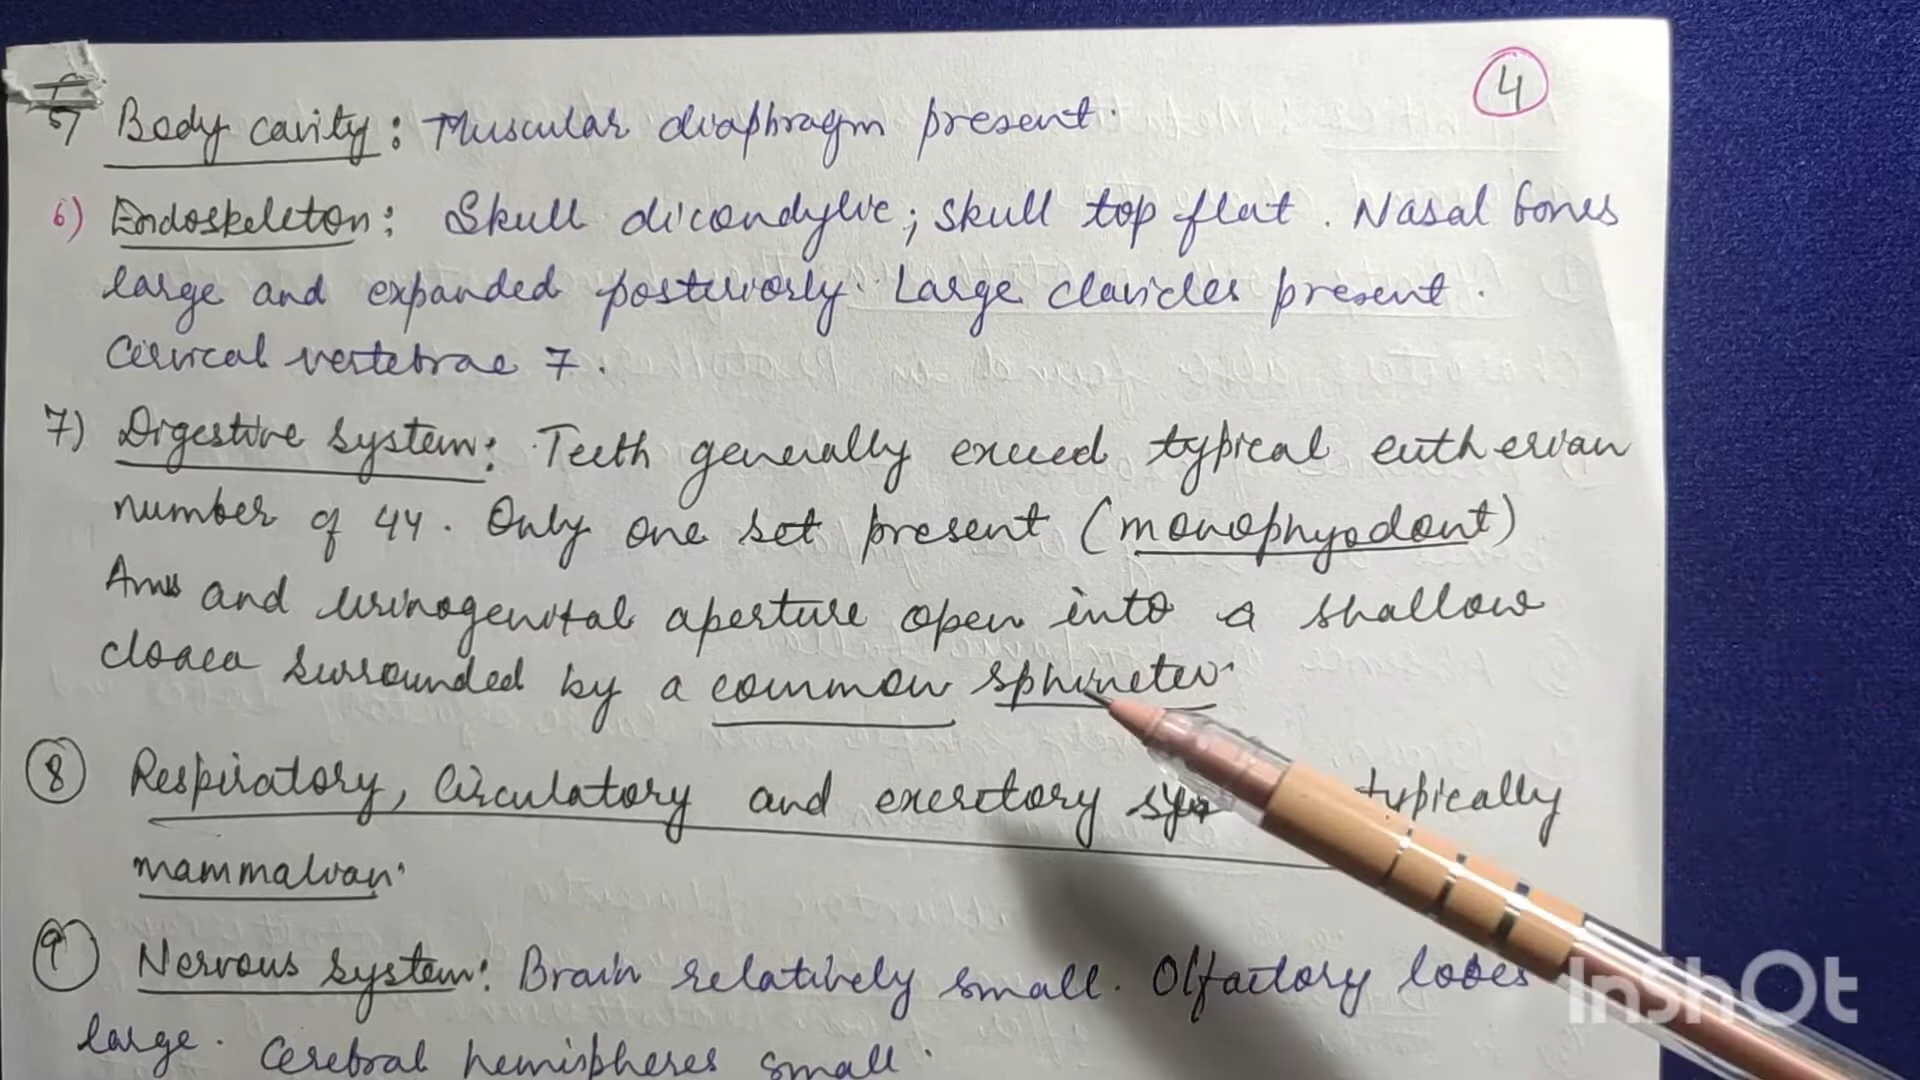 4
5) Body cavity: Muscular diaphragm present.
6) Endoskeleton: Skull dicondylic; skull top flat. Nasal bones
large and expanded posteriorly. Large clavicles present.
Cervical vertebrae 7.
7) Digestive system: Teeth generally exceed typical eutherian
number of 44. Only one set present (monophyodont)
Anus and urinogenital aperture open into a shallow
cloaca surrounded by a common sphincter.
8 Respiratory, Circulatory and excretory typically
mammalian.
9 Nervous system: Brain relatively small. Olfactory lobes
large. Cerebral hemispheres small.
InShOt